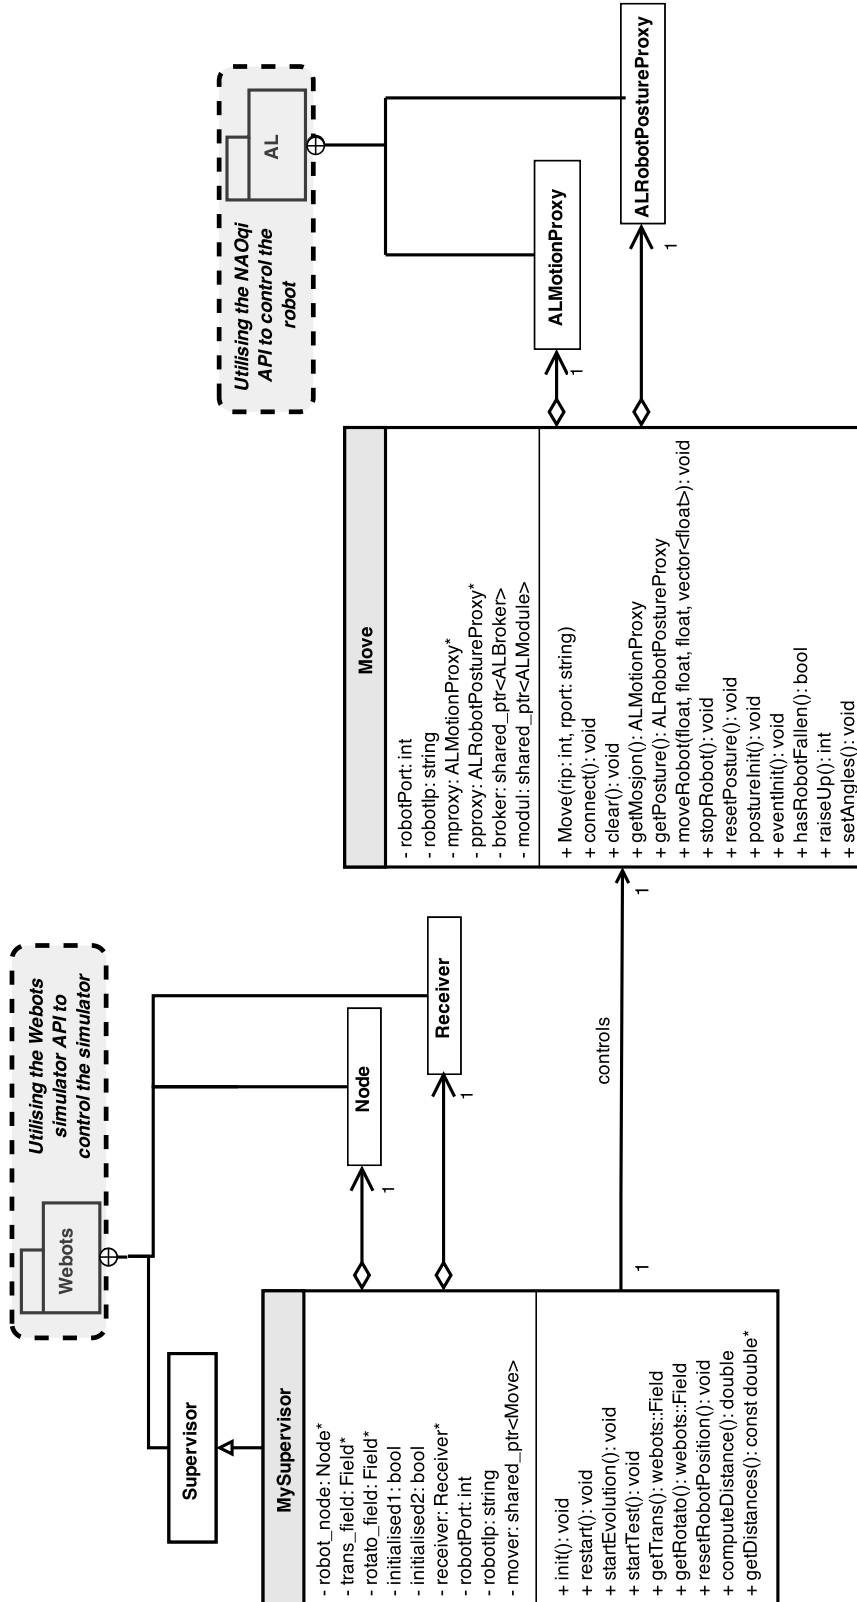 Webots
Utilising the Webots
simulator API to
control the simulator
AL
Utilising the NAOqi
API to control the
robot
Supervisor
Node
1
Receiver
1
MySupervisor
- robot_node: Node*
- trans_field: Field*
- rotato_field: Field*
- initialised1: bool
- initialised2: bool
- receiver: Receiver*
- robotPort: int
- robotIp: string
- mover: shared_ptr<Move>
+ init(): void
+ restart(): void
+ startEvolution(): void
+ startTest(): void
+ getTrans(): webots::Field
+ getRotato(): webots::Field
+ resetRobotPosition(): void
+ computeDistance(): double
+ getDistances(): const double*
1
controls
1
Move
- robotPort: int
- robotIp: string
- mproxy: ALMotionProxy*
- pproxy: ALRobotPostureProxy*
- broker: shared_ptr<ALBroker>
- modul: shared_ptr<ALModule>
+ Move(rip: int, rport: string)
+ connect(): void
+ clear(): void
+ getMosjon(): ALMotionProxy
+ getPosture(): ALRobotPostureProxy
+ moveRobot(float, float, float, vector<float>): void
+ stopRobot(): void
+ resetPosture(): void
+ postureInit(): void
+ eventInit(): void
+ hasRobotFallen(): bool
+ raiseUp(): int
+ setAngles(): void
ALMotionProxy
1
ALRobotPostureProxy
1